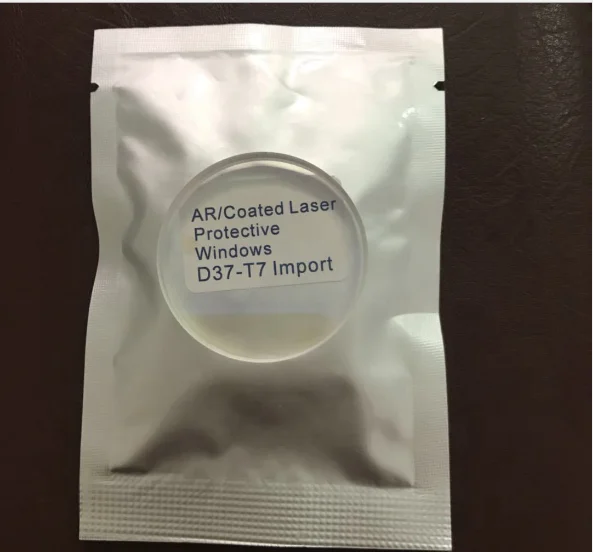 AR/Coated Laser
Protective
Windows
D37-T7 Import